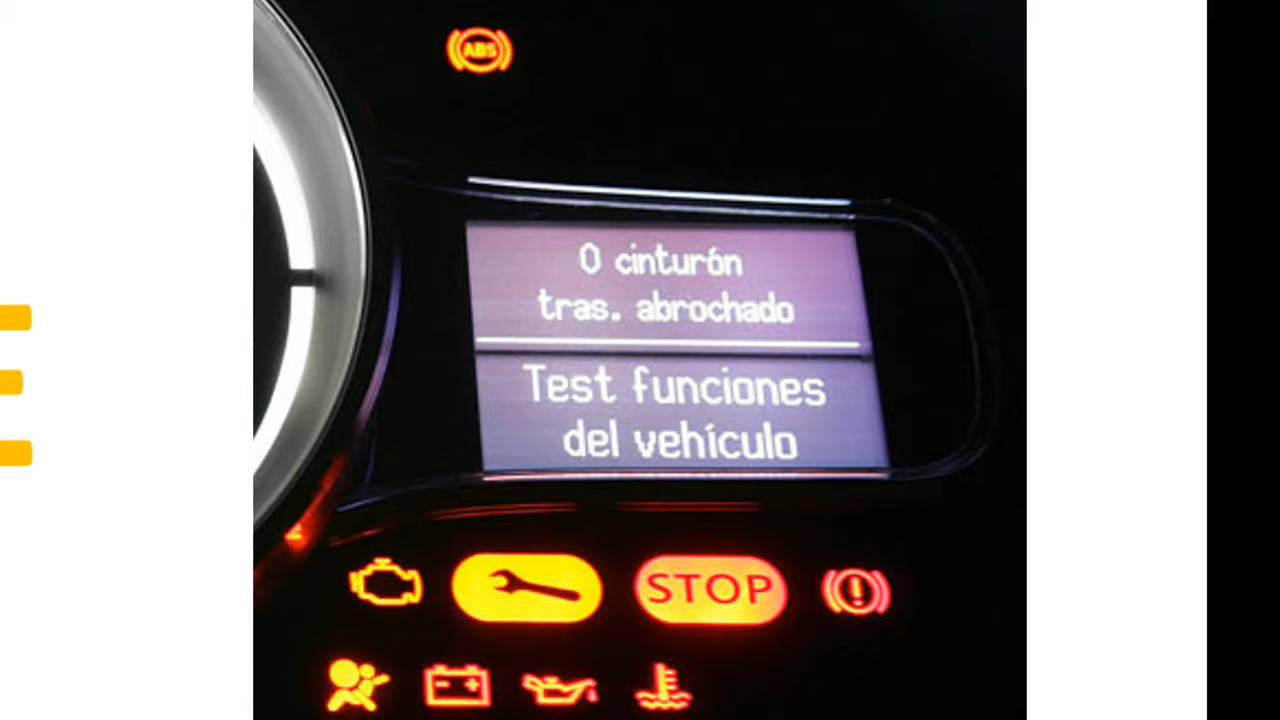 ABS
0 cinturón
tras. abrochado
Test funciones
del vehículo
STOP